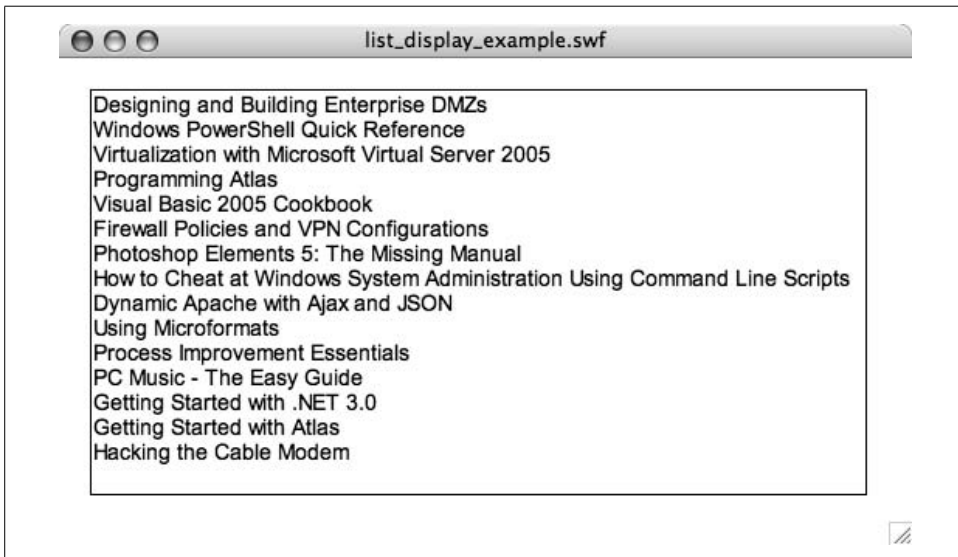 list_display_example.swf
Designing and Building Enterprise DMZs
Windows PowerShell Quick Reference
Virtualization with Microsoft Virtual Server 2005
Programming Atlas
Visual Basic 2005 Cookbook
Firewall Policies and VPN Configurations
Photoshop Elements 5: The Missing Manual
How to Cheat at Windows System Administration Using Command Line Scripts
Dynamic Apache with Ajax and JSON
Using Microformats
Process Improvement Essentials
PC Music - The Easy Guide
Getting Started with .NET 3.0
Getting Started with Atlas
Hacking the Cable Modem